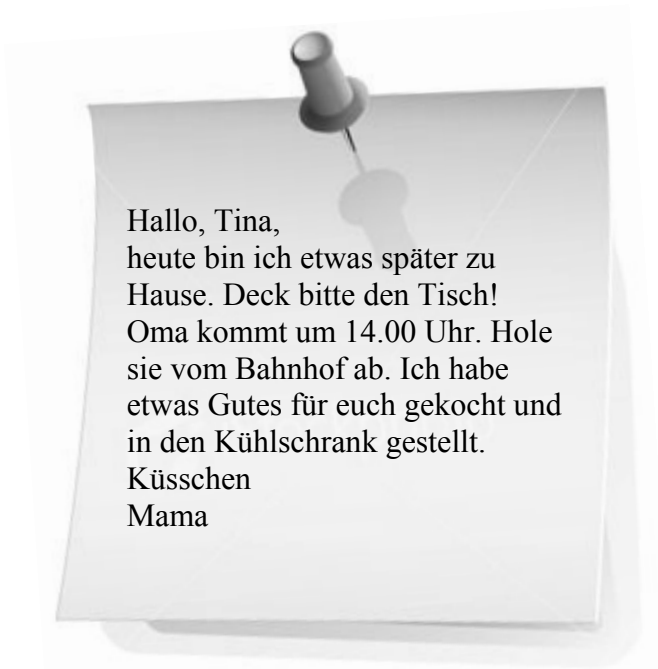 Hallo, Tina,
heute bin ich etwas später zu
Hause. Deck bitte den Tisch!
Oma kommt um 14.00 Uhr. Hole
sie vom Bahnhof ab. Ich habe
etwas Gutes für euch gekocht und
in den Kühlschrank gestellt.
Küsschen
Mama